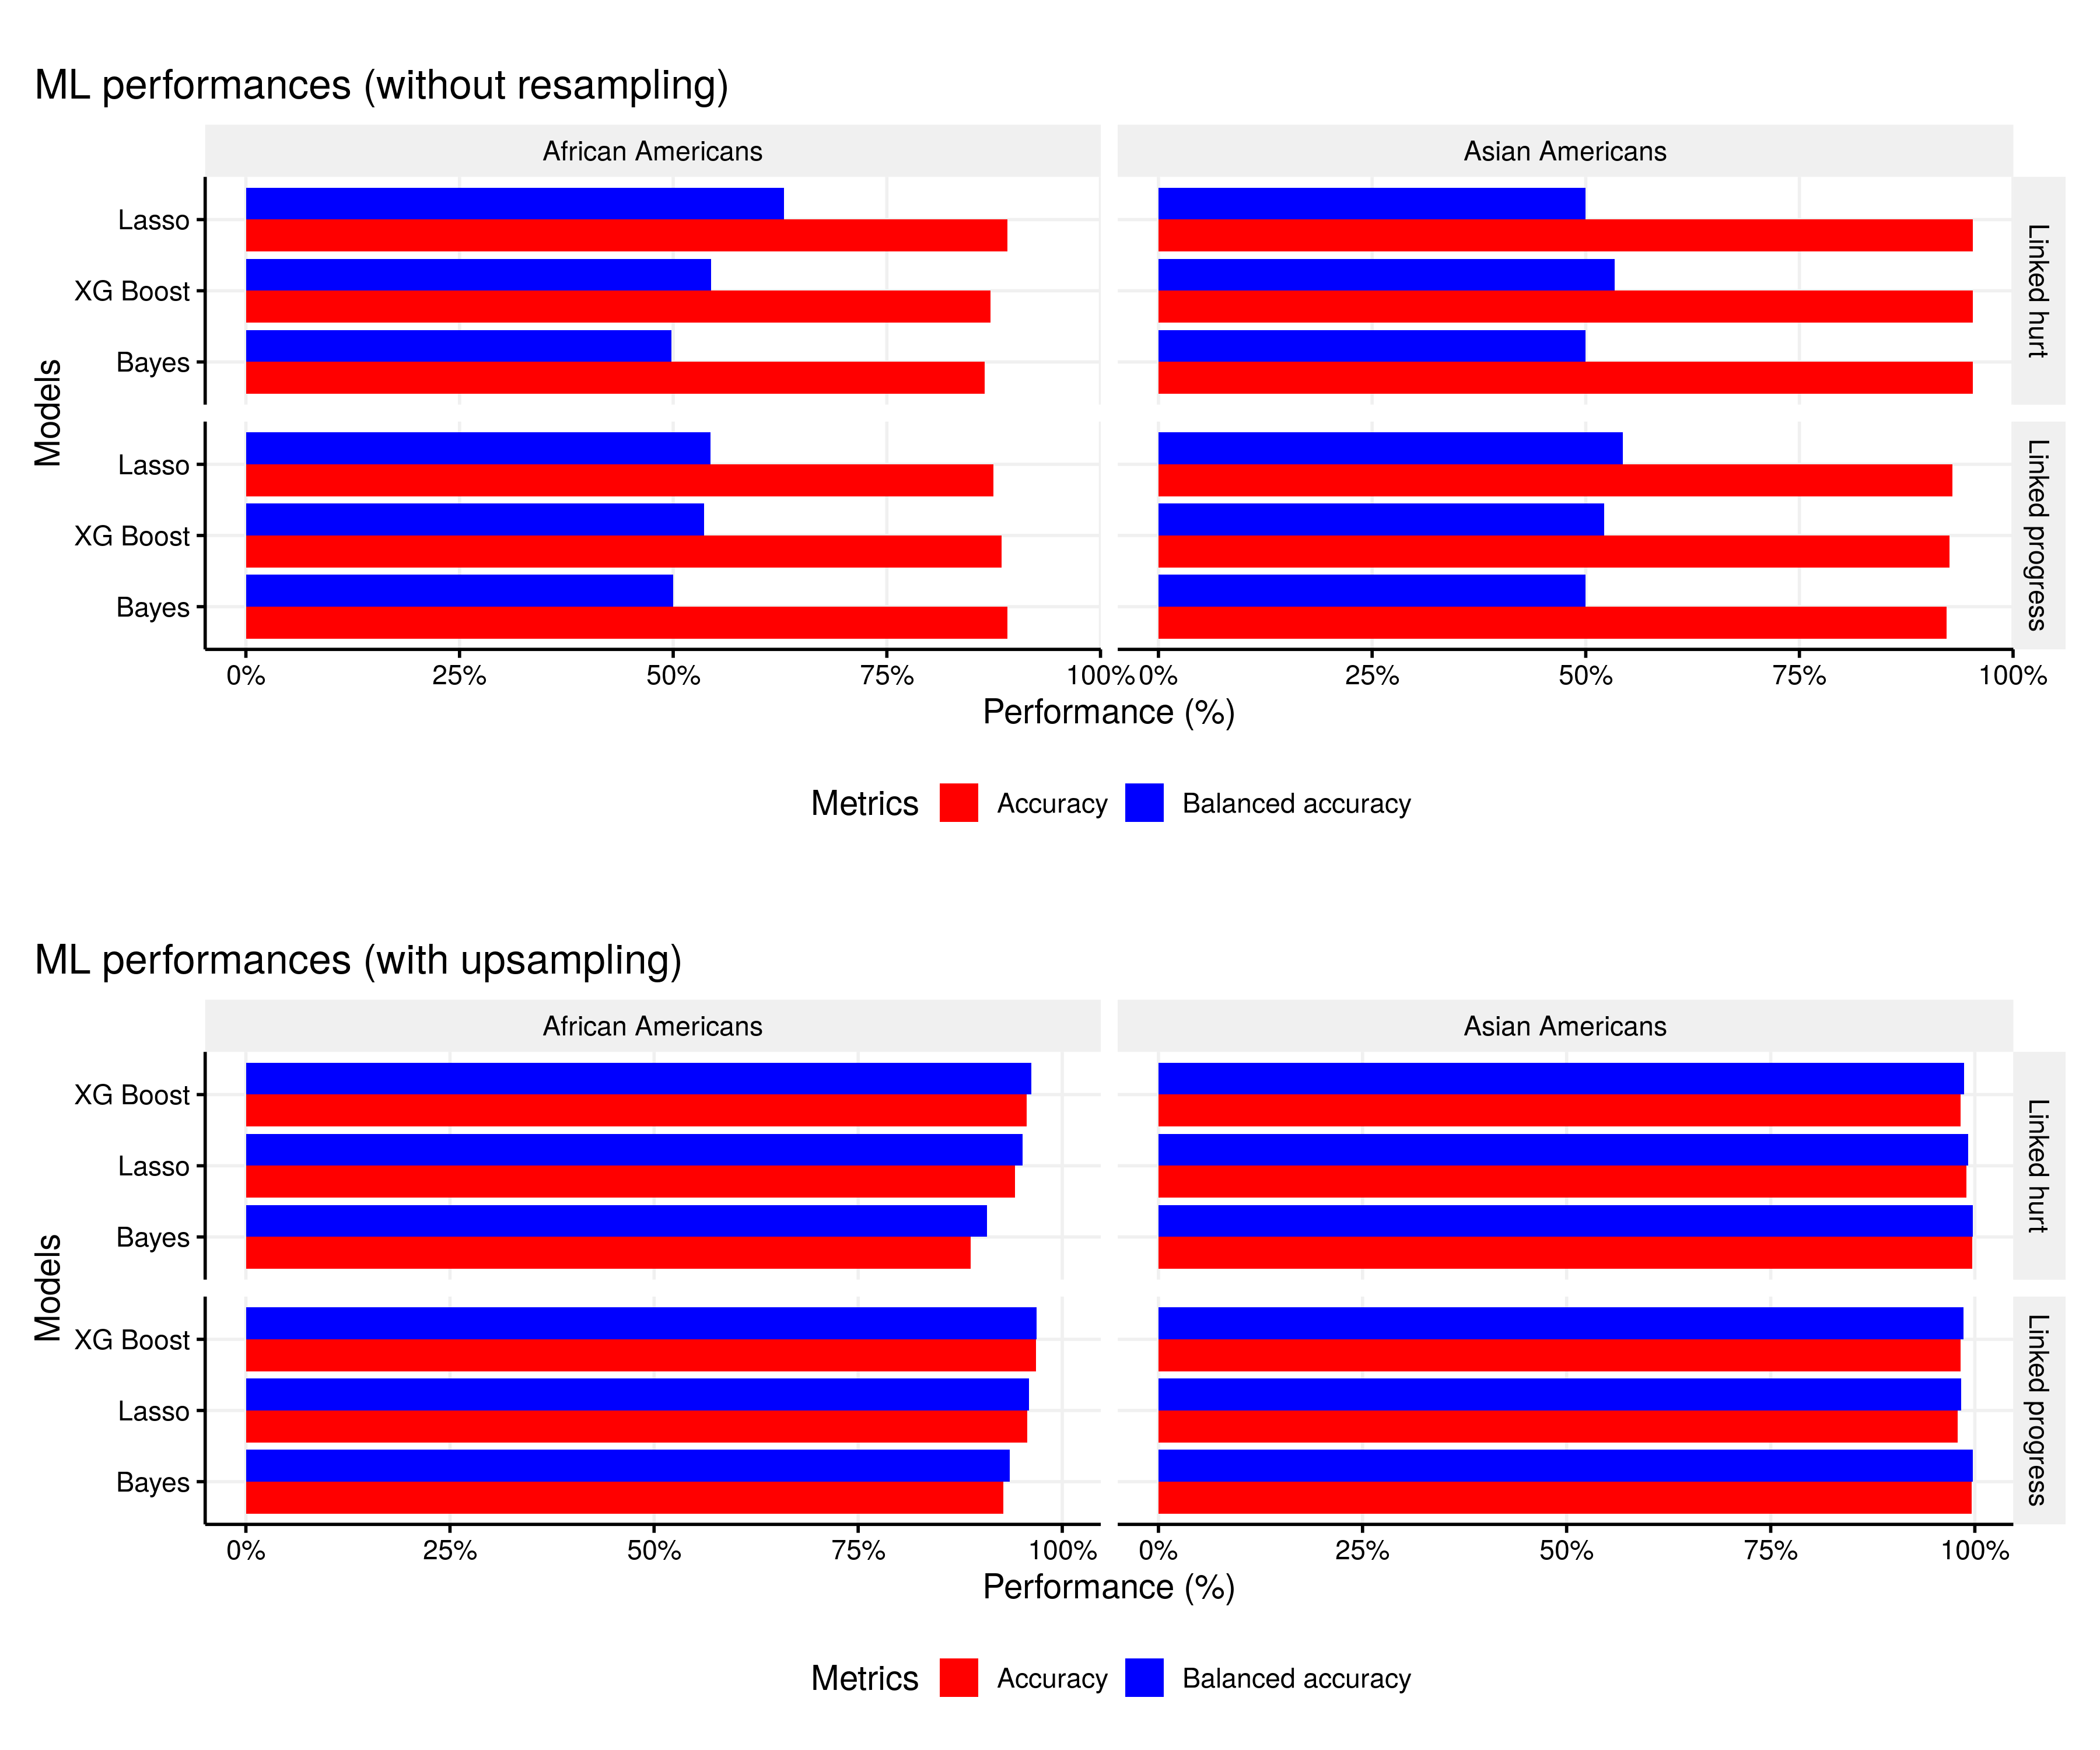 ML performances (without resampling)
African Americans
Asian Americans
Linked hurt
Lasso
XG Boost
Bayes
Linked progress
Lasso
XG Boost
Bayes
Models
0% 25% 50% 75% 100%
0% 25% 50% 75% 100%
Performance (%)
Metrics Accuracy Balanced accuracy
ML performances (with upsampling)
African Americans
Asian Americans
Linked hurt
XG Boost
Lasso
Bayes
Linked progress
XG Boost
Lasso
Bayes
Models
0% 25% 50% 75% 100%
0% 25% 50% 75% 100%
Performance (%)
Metrics Accuracy Balanced accuracy